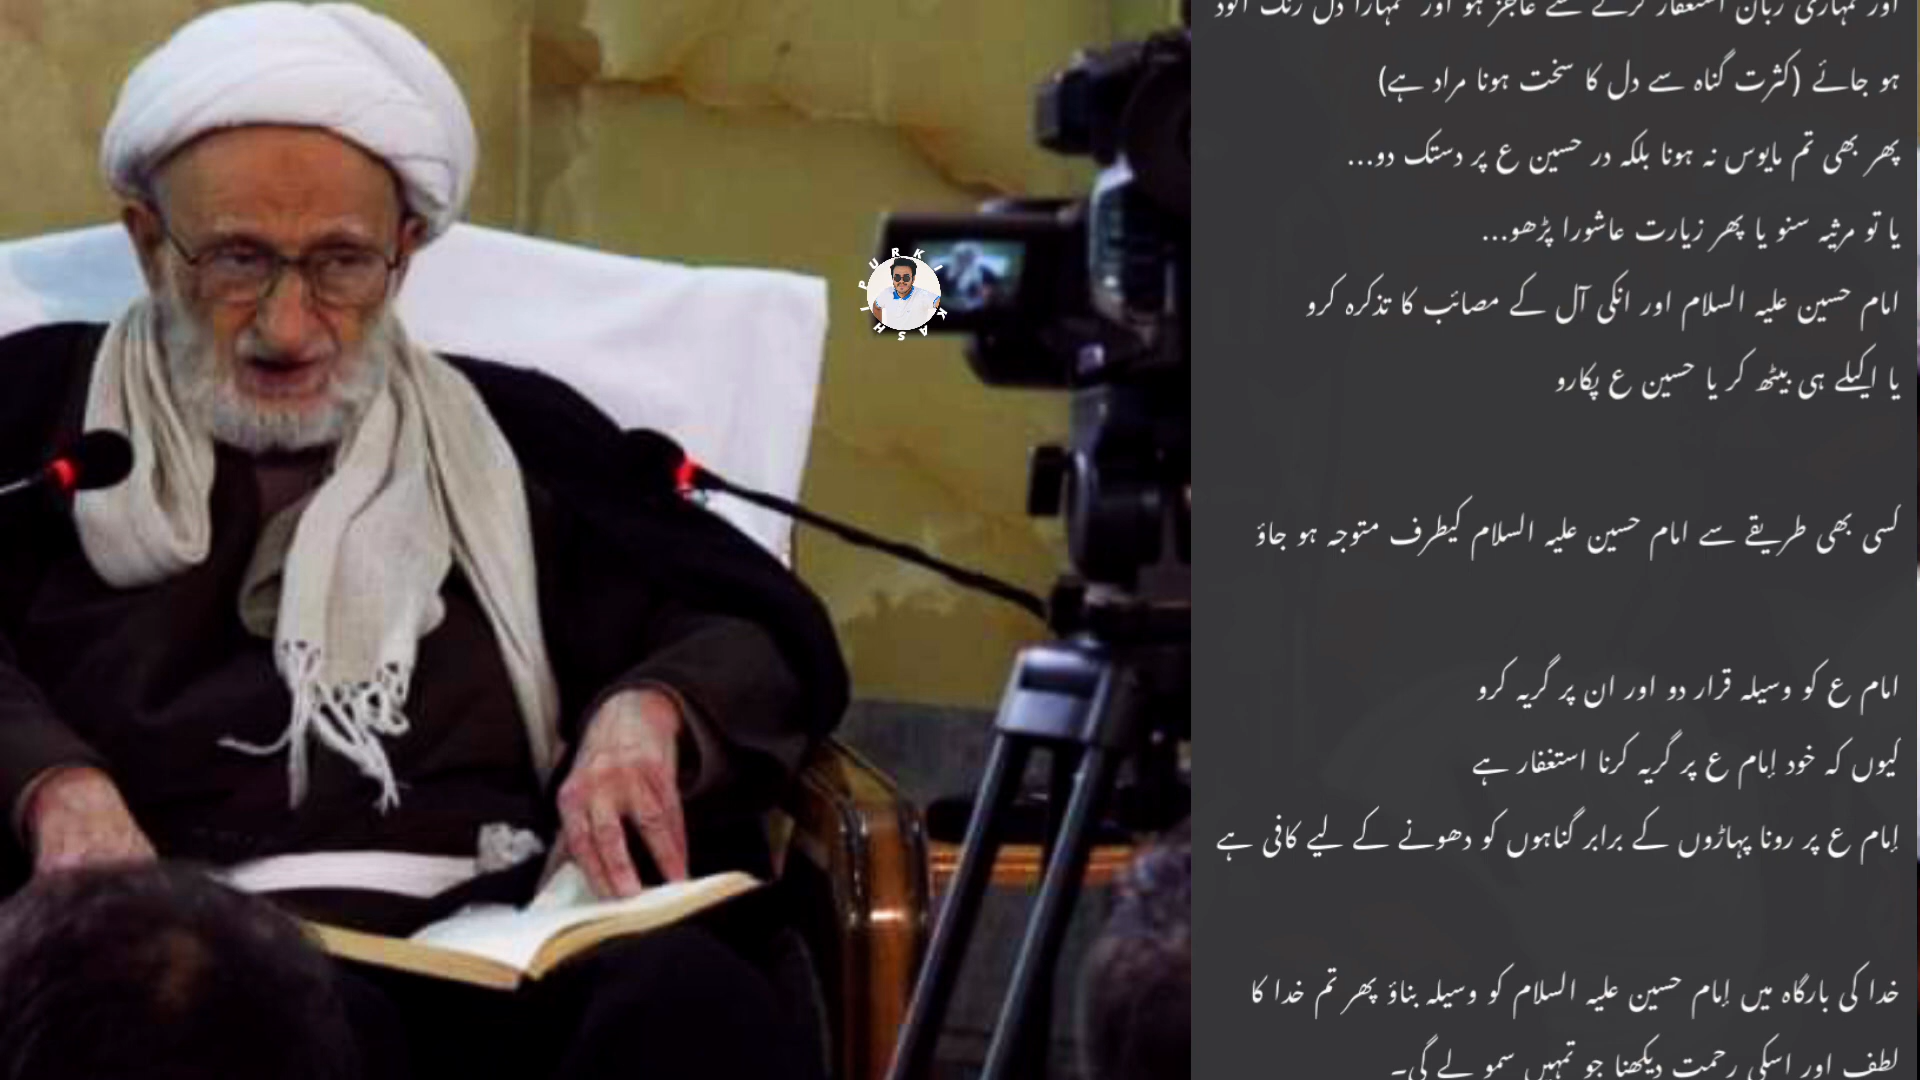 اور تمہاری زبان استغفار کرنے سے عاجز ہو اور تمہارا دل زنگ آلود
ہو جائے (کثرت گناہ سے دل کا سخت ہونا مراد ہے)
پھر بھی تم مایوس نہ ہونا بلکہ در حسین ع پر دستک دو...
یا تو مرثیہ سنو یا پھر زیارت عاشورا پڑھو...
امام حسین علیہ السلام اور انکی آل کے مصائب کا تذکرہ کرو
یا اکیلے ہی بیٹھ کر یا حسین ع پکارو
کسی بھی طریقے سے امام حسین علیہ السلام کیطرف متوجہ ہو جاؤ
امام ع کو وسیلہ قرار دو اور ان پر گریہ کرو
کیوں کہ خود إمام ع پر گریہ کرنا استغفار ہے
إمام ع پر رونا پہاڑوں کے برابر گناہوں کو دھونے کے لیے کافی ہے
خدا کی بارگاہ میں إمام حسین علیہ السلام کو وسیلہ بناؤ پھر تم خدا کا
لطف اور اسکی رحمت دیکھنا جو تمہیں سمو لے گی۔
KASHIPURKI